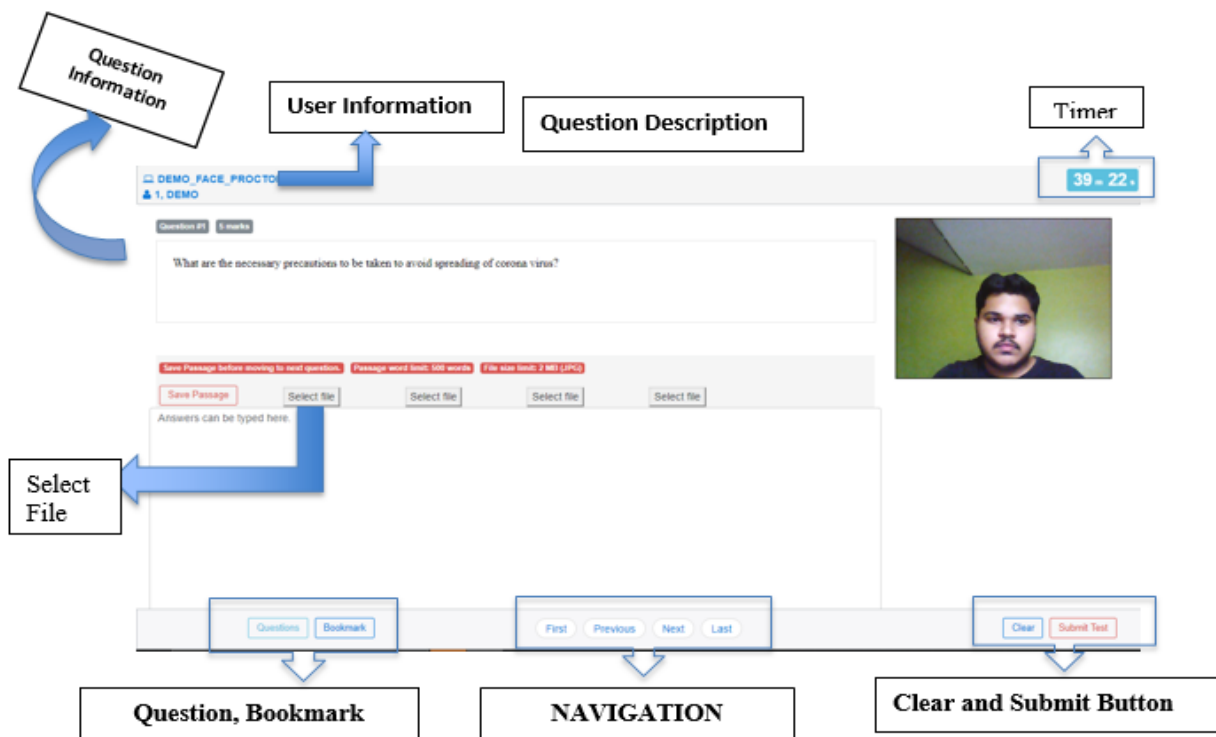 Question
Information
User Information
Question Description
Timer
DEMO_FACE_PROCTO
1, DEMO
39 m 22 s
Question #1 5 marks
What are the necessary precautions to be taken to avoid spreading of corona virus?
Save Passage before moving to next question. Passage word limit: 500 words File size limit: 2 MB (JPG)
Save Passage Select file Select file Select file Select file
Answers can be typed here.
Select
File
Questions Bookmark First Previous Next Last Clear Submit Test
Question, Bookmark
NAVIGATION
Clear and Submit Button